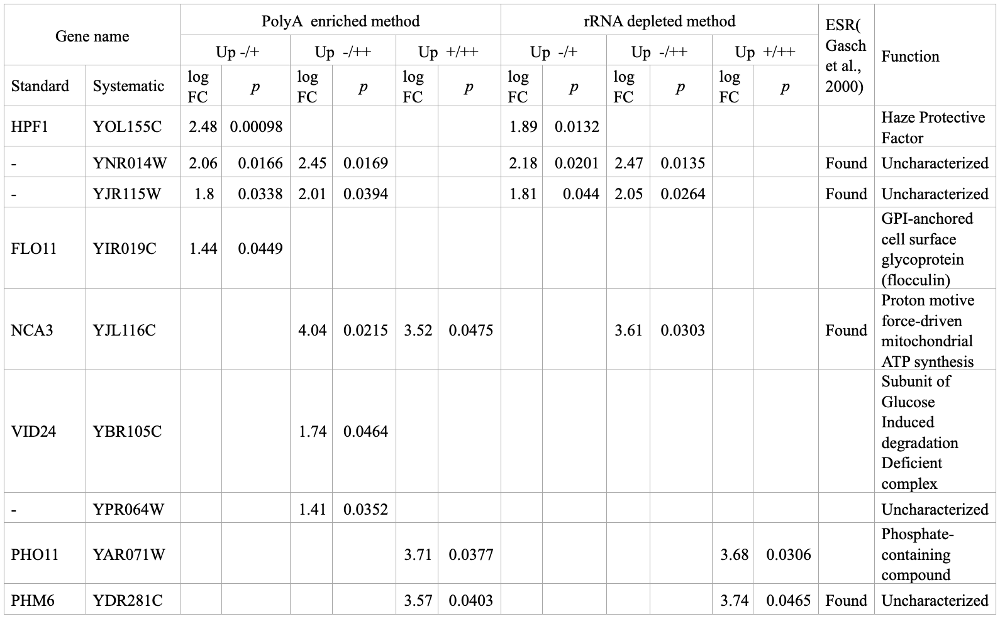 Gene name
PolyA enriched method
rRNA depleted method
ESR(
Gasch
et al.,
2000)
Function
Up -/+
Up -/++
Up +/++
Up -/+
Up -/++
Up +/++
Standard
Systematic
log
FC
p
log
FC
p
log
FC
p
log
FC
p
log
FC
p
log
FC
p
HPF1 YOL155C 2.48 0.00098 1.89 0.0132
Haze Protective
Factor
- YNR014W 2.06 0.0166 2.45 0.0169 2.18 0.0201 2.47 0.0135 Found Uncharacterized
- YJR115W 1.8 0.0338 2.01 0.0394 1.81 0.044 2.05 0.0264 Found Uncharacterized
FLO11 YIR019C 1.44 0.0449
GPI-anchored
cell surface
glycoprotein
(flocculin)
NCA3 YJL116C 4.04 0.0215 3.52 0.0475 3.61 0.0303 Found
Proton motive
force-driven
mitochondrial
ATP synthesis
VID24 YBR105C 1.74 0.0464
Subunit of
Glucose
Induced
degradation
Deficient
complex
- YPR064W 1.41 0.0352 Uncharacterized
PHO11 YAR071W 3.71 0.0377 3.68 0.0306
Phosphate-
containing
compound
PHM6 YDR281C 3.57 0.0403 3.74 0.0465 Found Uncharacterized